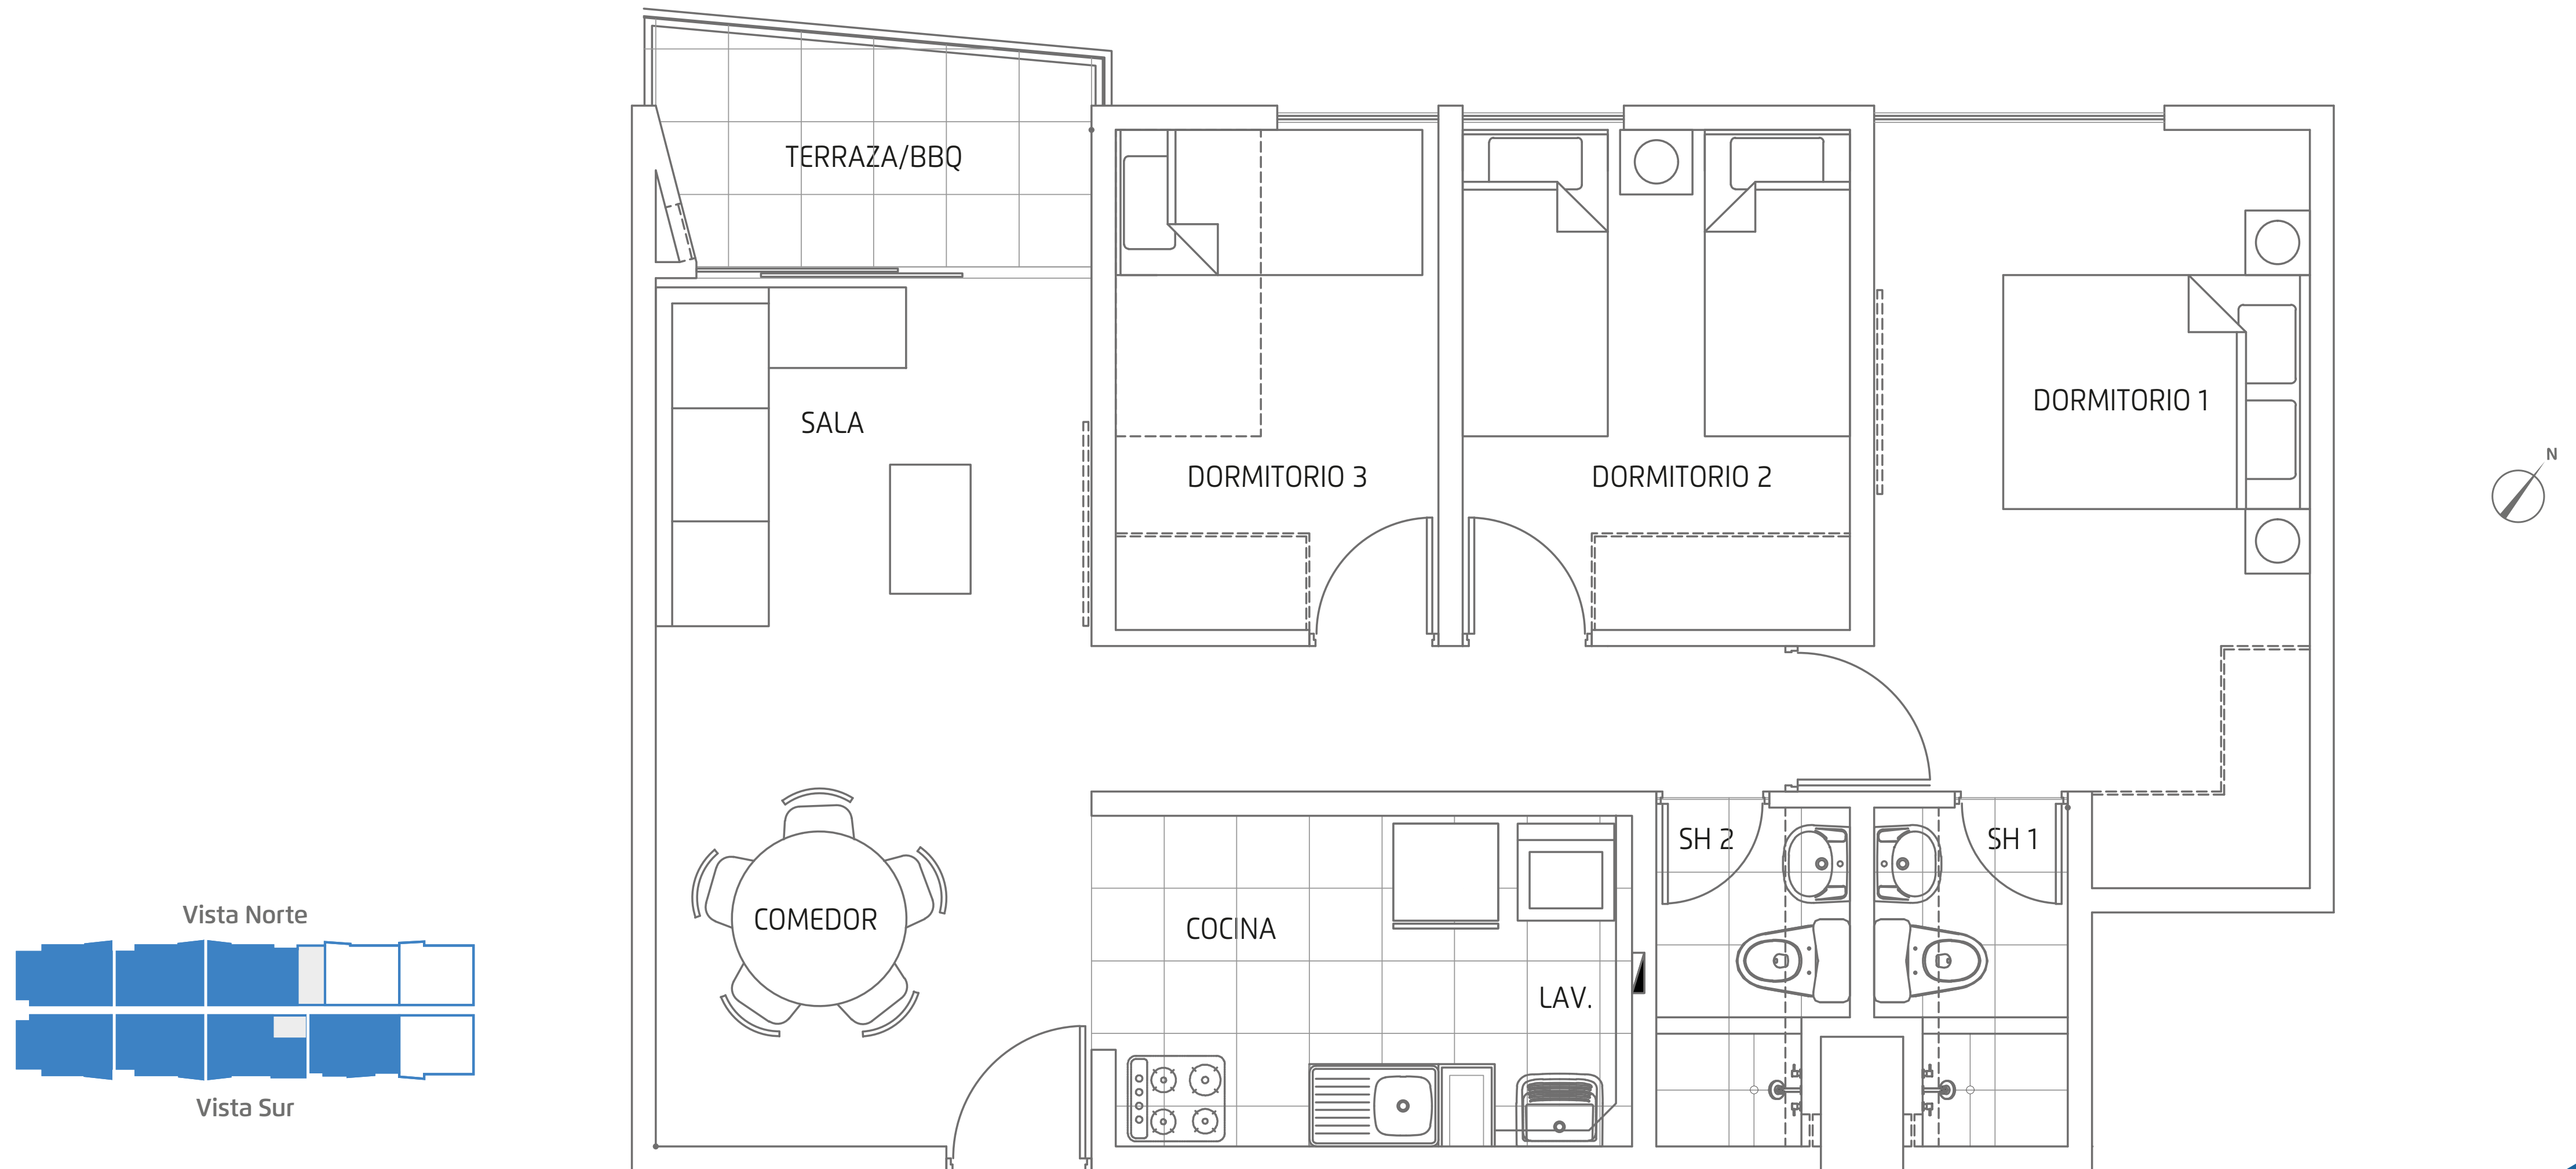 TERRAZA/BBQ
SALA
DORMITORIO 3
DORMITORIO 2
DORMITORIO 1
N
COMEDOR
COCINA
LAV.
SH 2
SH 1
Vista Norte
Vista Sur